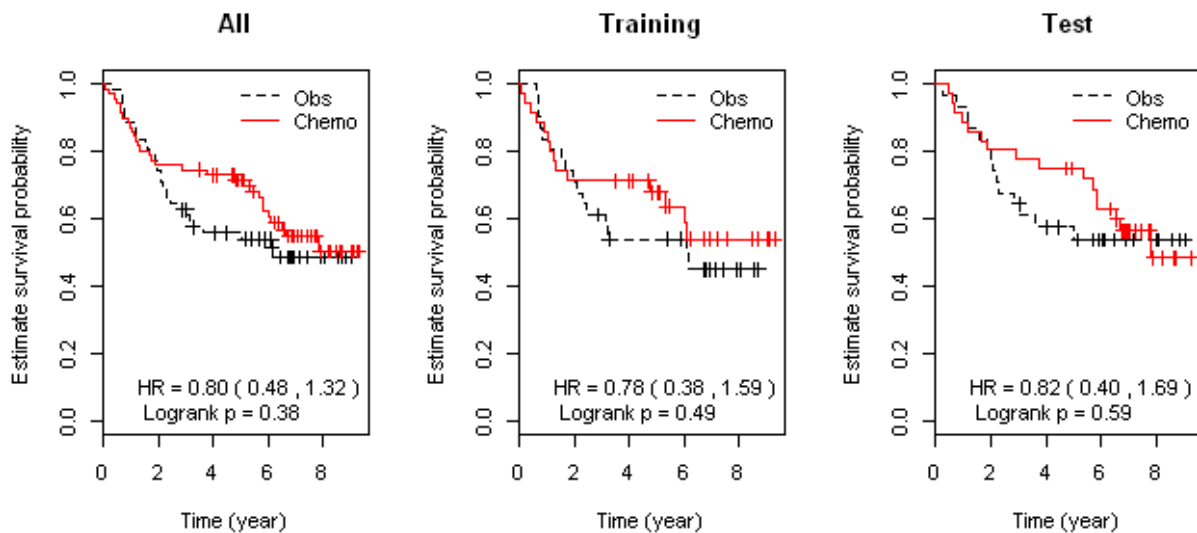 All
Training
Test
Estimate survival probability
1.0
0.8
0.6
0.4
0.2
0.0
Obs
Chemo
HR = 0.80 ( 0.48 , 1.32 )
Logrank p = 0.38
0 2 4 6 8
Time (year)
Estimate survival probability
1.0
0.8
0.6
0.4
0.2
0.0
Obs
Chemo
HR = 0.78 ( 0.38 , 1.59 )
Logrank p = 0.49
0 2 4 6 8
Time (year)
Estimate survival probability
1.0
0.8
0.6
0.4
0.2
0.0
Obs
Chemo
HR = 0.82 ( 0.40 , 1.69 )
Logrank p = 0.59
0 2 4 6 8
Time (year)